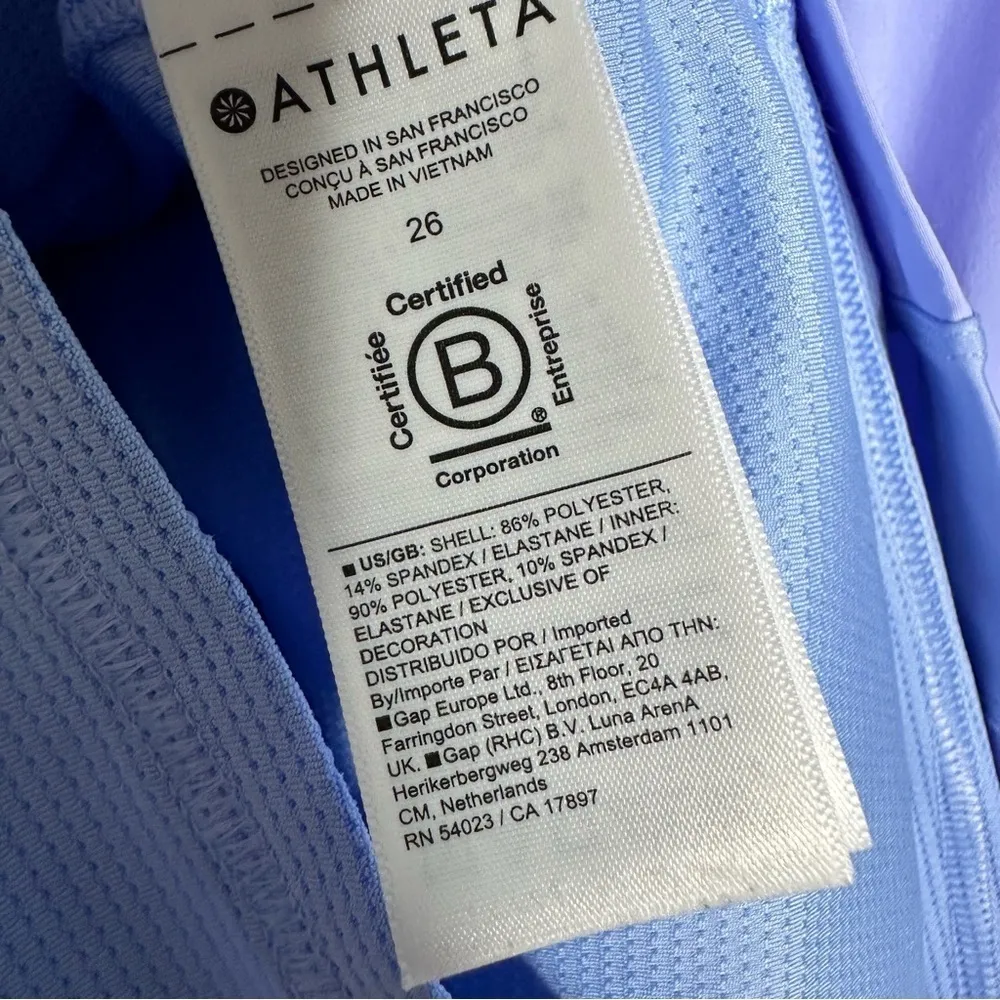 ATHLETA
DESIGNED IN SAN FRANCISCO
CONÇU À SAN FRANCISCO
MADE IN VIETNAM
26
Certified
Certifiée
B
Entreprise
®
Corporation
■ US/GB: SHELL: 86% POLYESTER,
14% SPANDEX / ELASTANE / INNER:
90% POLYESTER, 10% SPANDEX /
ELASTANE / EXCLUSIVE OF
DECORATION
DISTRIBUIDO POR / Imported
By/Importe Par / ΕΙΣΑΓΕΤΑΙ ΑΠΟ ΤΗΝ:
■Gap Europe Ltd., 8th Floor, 20
Farringdon Street, London, EC4A 4AB,
UK. ■Gap (RHC) B.V. Luna ArenA
Herikerbergweg 238 Amsterdam 1101
CM, Netherlands
RN 54023 / CA 17897